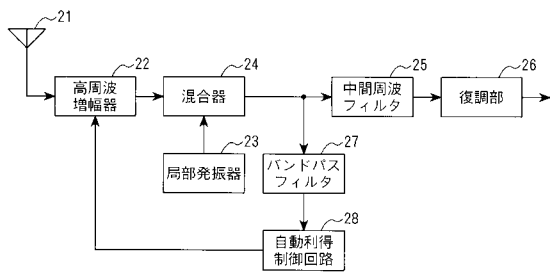 21
22
高周波
増幅器
24
混合器
25
中間周波
フィルタ
26
復調部
23
局部発振器
27
バンドパス
フィルタ
28
自動利得
制御回路